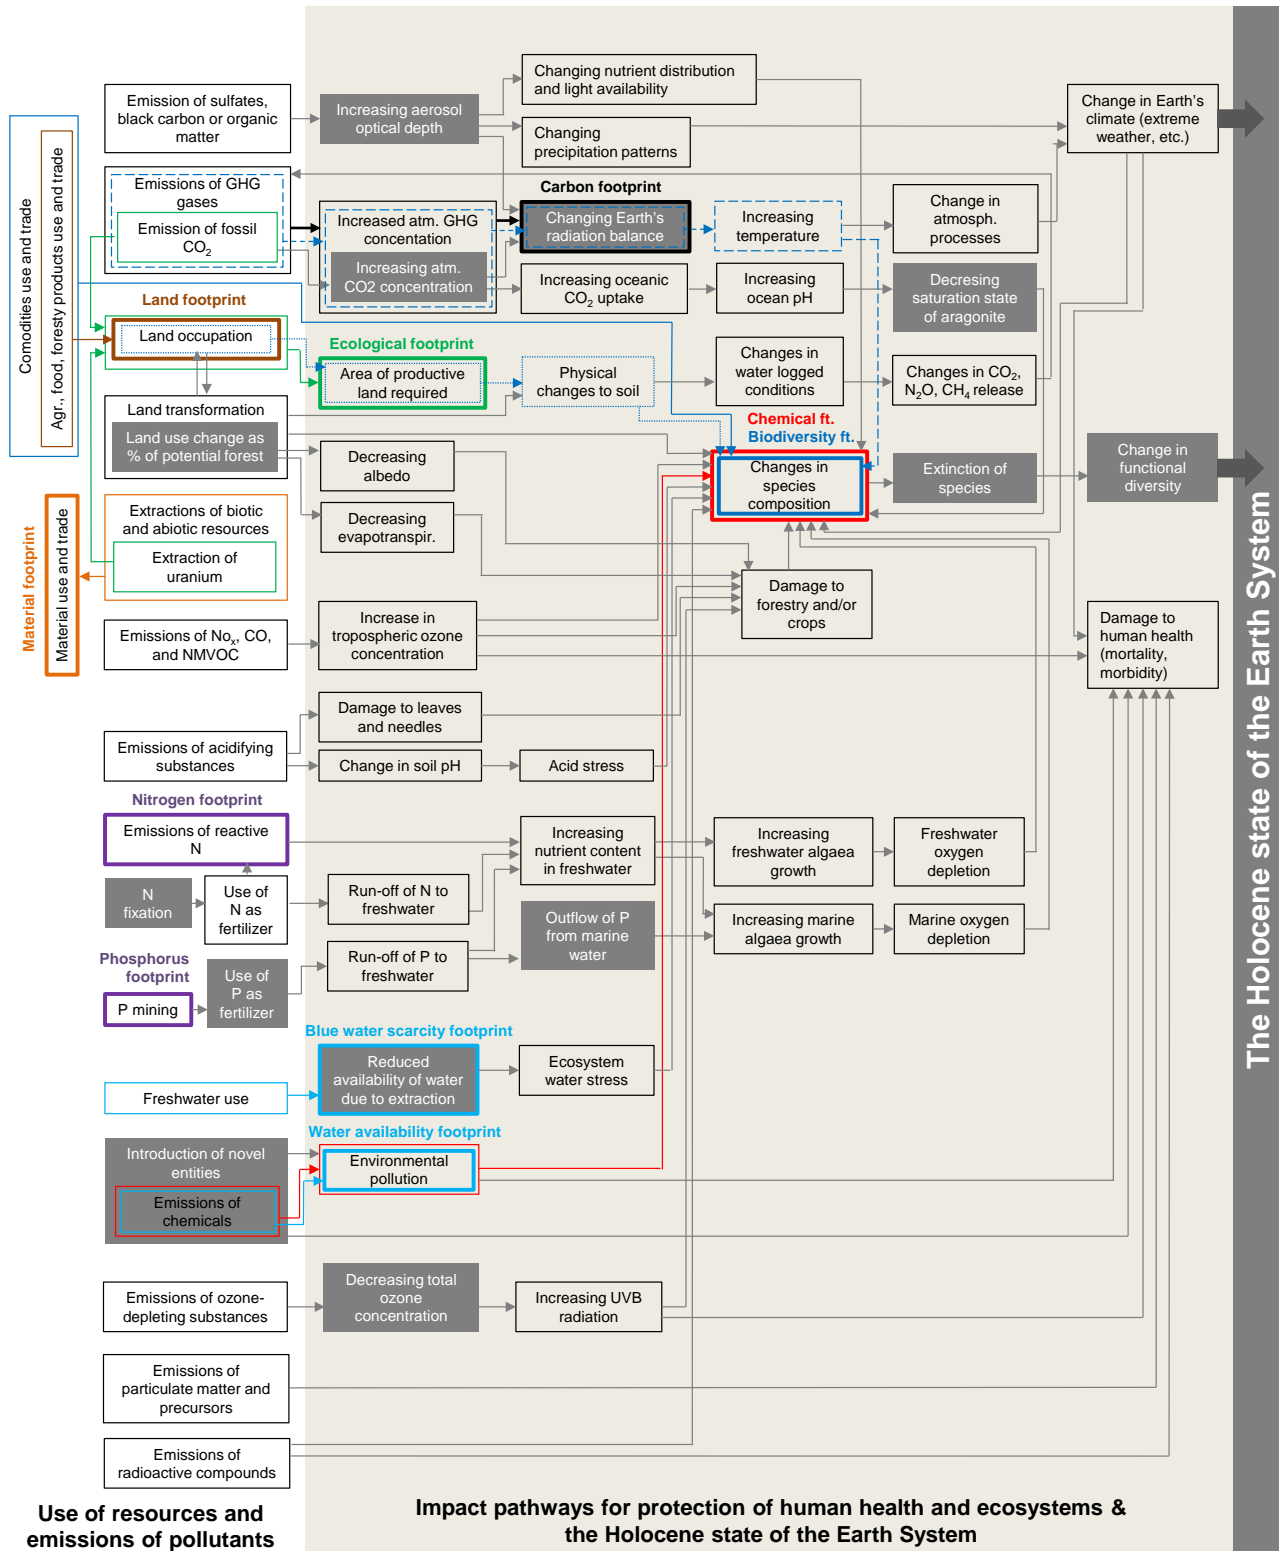 Emission of sulfates,
black carbon or organic
matter
Increasing aerosol
optical depth
Changing nutrient distribution
and light availability
Changing
precipitation patterns
Change in Earth's
climate (extreme
weather, etc.)
Comodities use and trade
Agr., food, foresty products use and trade
Emissions of GHG
gases
Emission of fossil
CO2
Increased atm. GHG
concentation
Increasing atm.
CO2 concentration
Carbon footprint
Changing Earth's
radiation balance
Increasing
temperature
Change in
atmosph.
processes
Increasing oceanic
CO2 uptake
Increasing
ocean pH
Decresing
saturation state
of aragonite
Land footprint
Land occupation
Ecological footprint
Area of productive
land required
Physical
changes to soil
Changes in
water logged
conditions
Changes in CO2,
N2O, CH4 release
Land transformation
Land use change as
% of potential forest
Decreasing
albedo
Decreasing
evapotranspir.
Chemical ft.
Biodiversity ft.
Changes in
species
composition
Extinction of
species
Change in
functional
diversity
Material footprint
Material use and trade
Extractions of biotic
and abiotic resources
Extraction of
uranium
Damage to
forestry and/or
crops
Emissions of Nox, CO,
and NMVOC
Increase in
tropospheric ozone
concentration
Damage to
human health
(mortality,
morbidity)
Emissions of acidifying
substances
Damage to leaves
and needles
Change in soil pH
Acid stress
Nitrogen footprint
Emissions of reactive
N
N
fixation
Use of
N as
fertilizer
Run-off of N to
freshwater
Increasing
nutrient content
in freshwater
Increasing
freshwater algaea
growth
Freshwater
oxygen
depletion
Phosphorus
footprint
P mining
Use of
P as
fertilizer
Run-off of P to
freshwater
Outflow of P
from marine
water
Increasing marine
algaea growth
Marine oxygen
depletion
Blue water scarcity footprint
Freshwater use
Reduced
availability of water
due to extraction
Ecosystem
water stress
Water availability footprint
Introduction of novel
entities
Emissions of
chemicals
Environmental
pollution
Emissions of ozone-
depleting substances
Decreasing total
ozone
concentration
Increasing UVB
radiation
Emissions of
particulate matter and
precursors
Emissions of
radioactive compounds
The Holocene state of the Earth System
Use of resources and
emissions of pollutants
Impact pathways for protection of human health and ecosystems &
the Holocene state of the Earth System